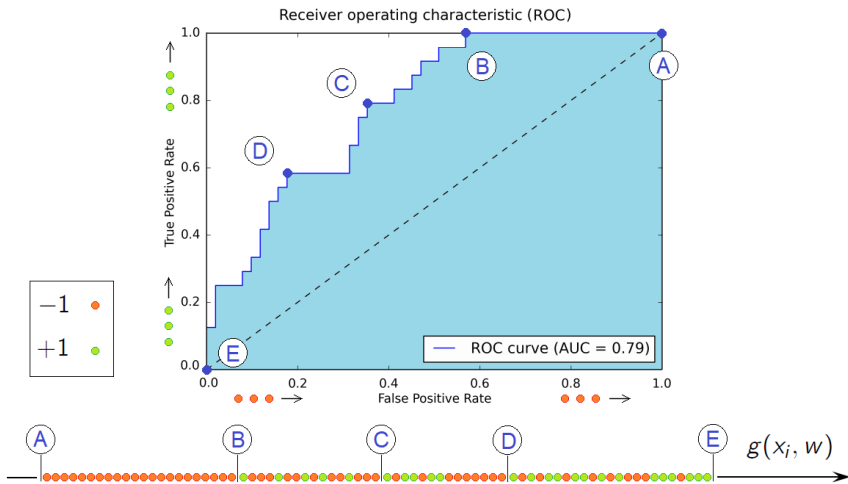 Receiver operating characteristic (ROC)
1.0
0.8
0.6
0.4
0.2
0.0
True Positive Rate
A
B
C
D
E
ROC curve (AUC = 0.79)
0.0 0.2 0.4 0.6 0.8 1.0
False Positive Rate
−1
+1
A B C D E
g(xᵢ, w)